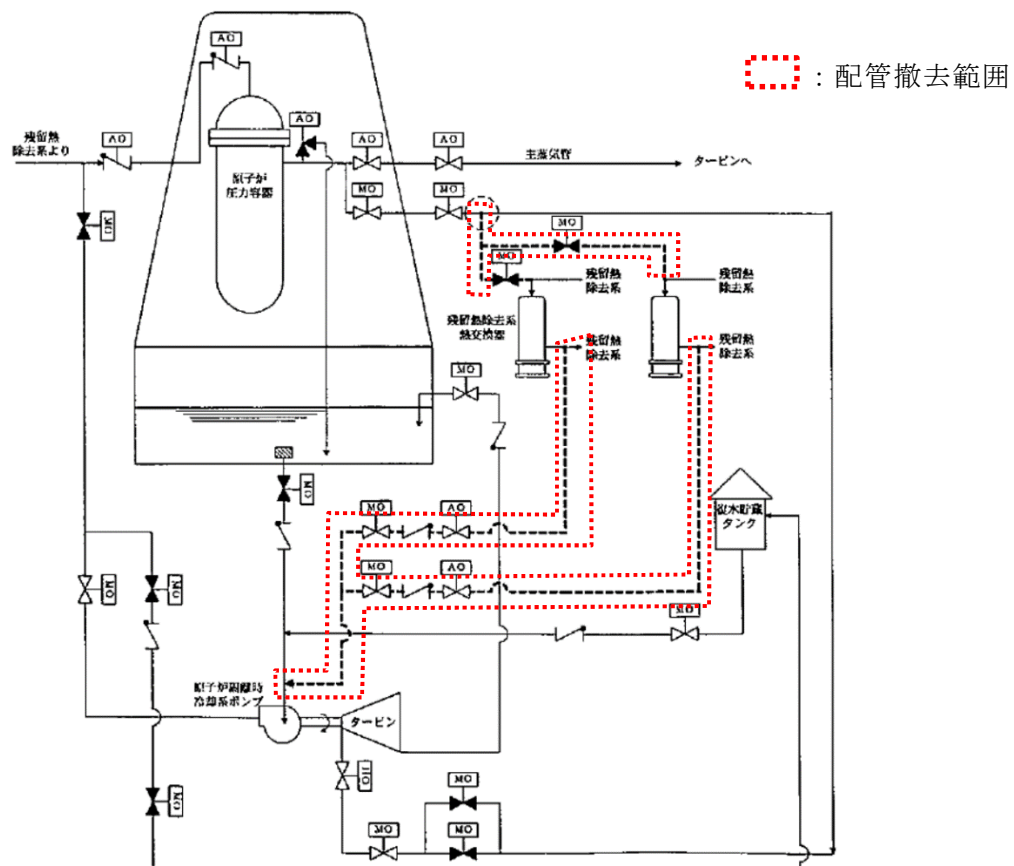 AO
：配管撤去範囲
残留熱
除去系より
AO
AO
AO
AO
主蒸気管
タービンへ
原子炉
圧力容器
MO
MO
MO
MO
MO
残留熱
除去系
残留熱
除去系
残留熱除去系
熱交換器
残留熱
除去系
残留熱
除去系
MO
MO
復水貯蔵
タンク
MO
AO
MO
AO
MO
MO
MO
原子炉隔離時
冷却系ポンプ
タービン
HO
MO
MO
MO
MO